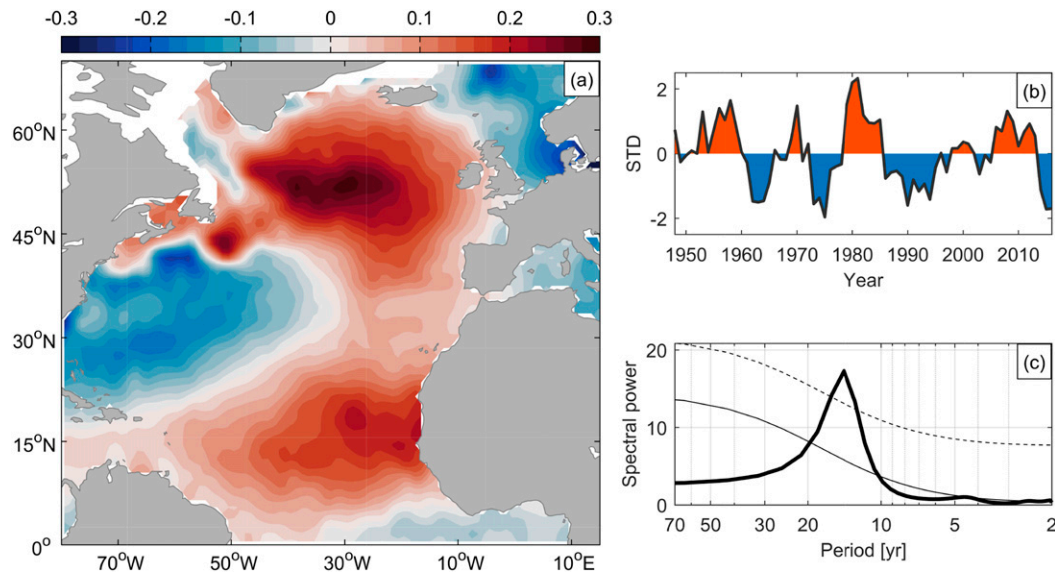 -0.3 -0.2 -0.1 0 0.1 0.2 0.3
(a)
60°N
45°N
30°N
15°N
0°
70°W 50°W 30°W 10°W 10°E
(b)
STD
2
0
-2
1950 1960 1970 1980 1990 2000 2010
Year
(c)
Spectral power
20
10
0
70 50 30 20 10 5 2
Period [yr]